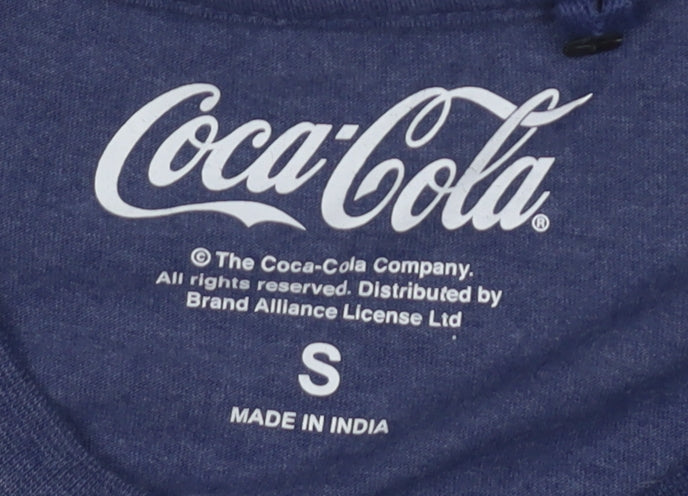 Coca-Cola®
© The Coca-Cola Company.
All rights reserved. Distributed by
Brand Alliance License Ltd
S
MADE IN INDIA